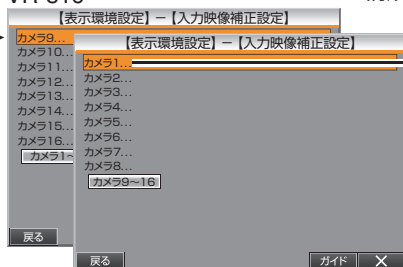 【表示環境設定】－【入力映像補正設定】
カメラ9...
カメラ10...
カメラ11...
カメラ12...
カメラ13...
カメラ14...
カメラ15...
カメラ16...
カメラ1～
戻る
【表示環境設定】－【入力映像補正設定】
カメラ1...
カメラ2...
カメラ3...
カメラ4...
カメラ5...
カメラ6...
カメラ7...
カメラ8...
カメラ9～16
戻る
ガイド